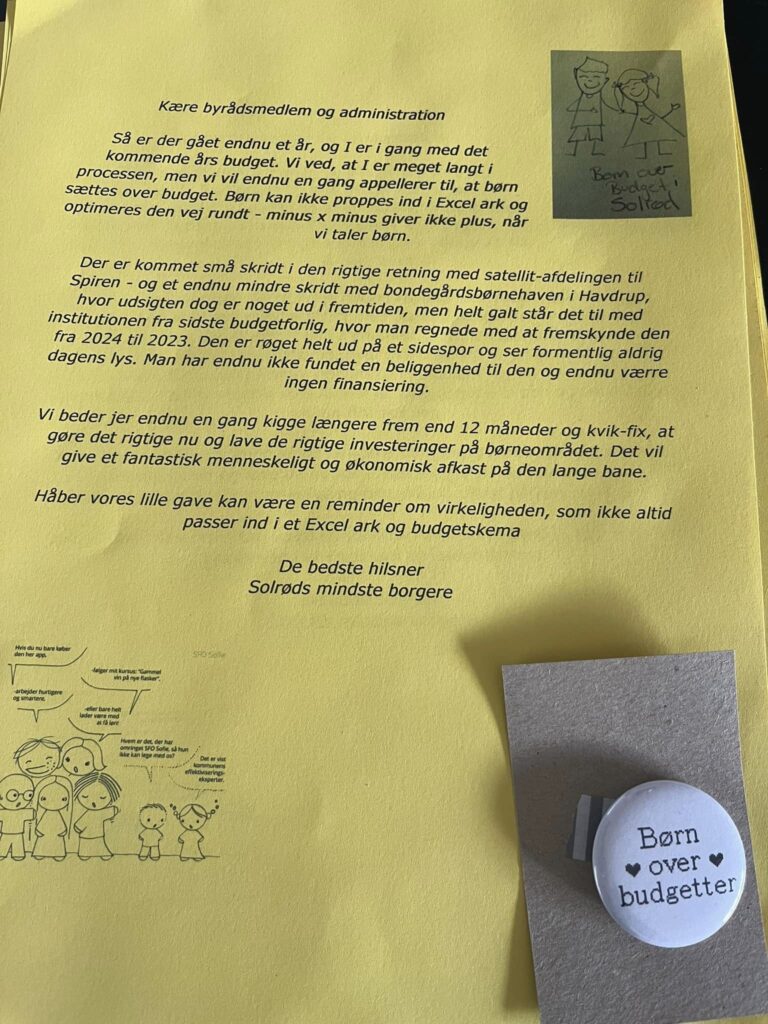 Kære byrådsmedlem og administration
Så er der gået endnu et år, og I er i gang med det
kommende års budget. Vi ved, at I er meget langt i
processen, men vi vil endnu en gang appellerer til, at børn
sættes over budget. Børn kan ikke proppes ind i Excel ark og
optimeres den vej rundt - minus x minus giver ikke plus, når
vi taler børn.
Børn over
Budget!
Solrød
Der er kommet små skridt i den rigtige retning med satellit-afdelingen til
Spiren - og et endnu mindre skridt med bondegårdsbørnehaven i Havdrup,
hvor udsigten dog er noget ud i fremtiden, men helt galt står det til med
institutionen fra sidste budgetforlig, hvor man regnede med at fremskynde den
fra 2024 til 2023. Den er røget helt ud på et sidespor og ser formentlig aldrig
dagens lys. Man har endnu ikke fundet en beliggenhed til den og endnu værre
ingen finansiering.
Vi beder jer endnu en gang kigge længere frem end 12 måneder og kvik-fix, at
gøre det rigtige nu og lave de rigtige investeringer på børneområdet. Det vil
give et fantastisk menneskeligt og økonomisk afkast på den lange bane.
Håber vores lille gave kan være en reminder om virkeligheden, som ikke altid
passer ind i et Excel ark og budgetskema
De bedste hilsner
Solrøds mindste borgere
SFO Sofie
Hvis du nu bare køber
den her app.
-følger mit kursus: "Gammel
vin på nye flasker".
-arbejder hurtigere
og smartere.
-eller bare helt
lader være med
at få løn!
Hvem er det, der har
omringet SFO Sofie, så hun
ikke kan lege med os?
Det er vist
kommunens
effektiviserings-
eksperter.
Børn
♥ over ♥
budgetter